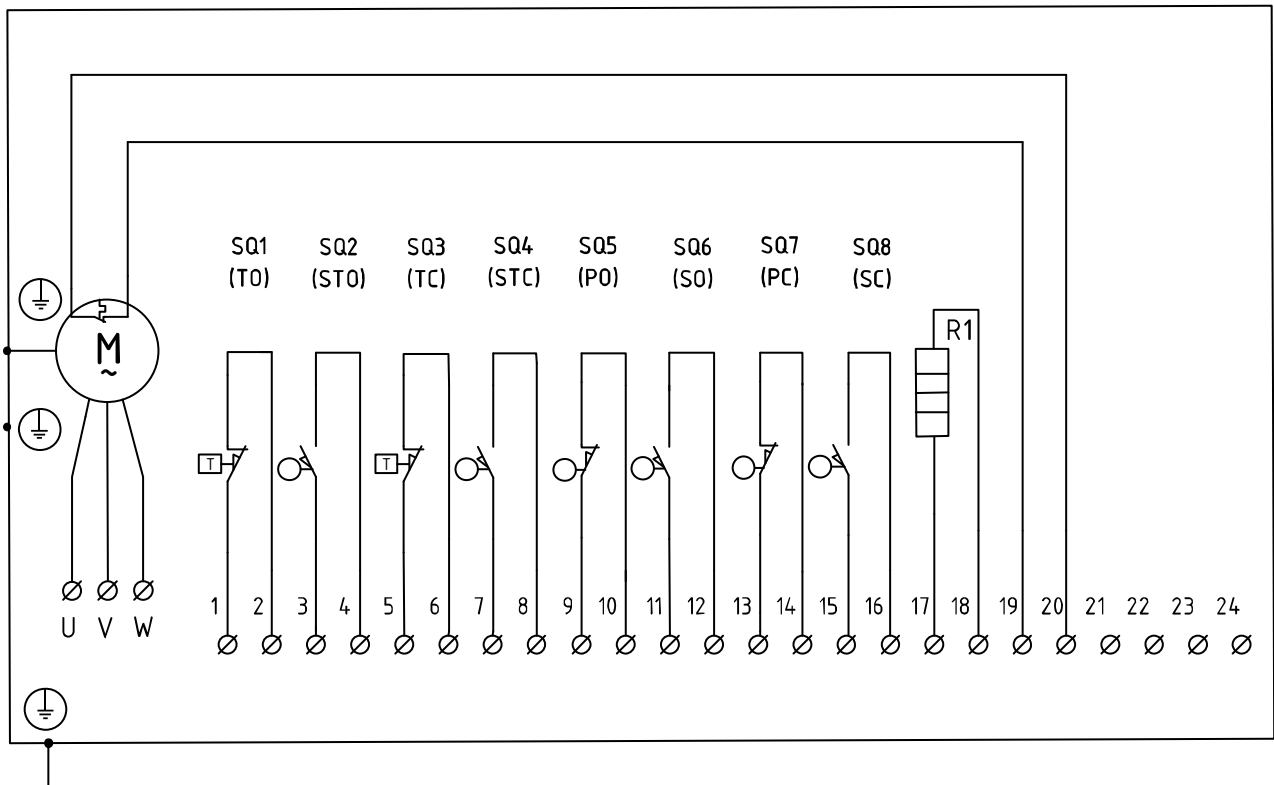 SQ1 SQ2 SQ3 SQ4 SQ5 SQ6 SQ7 SQ8
(TO) (STO) (TC) (STC) (PO) (SO) (PC) (SC)
R1
M
~
T T
1 2 3 4 5 6 7 8 9 10 11 12 13 14 15 16 17 18 19 20 21 22 23 24
U V W